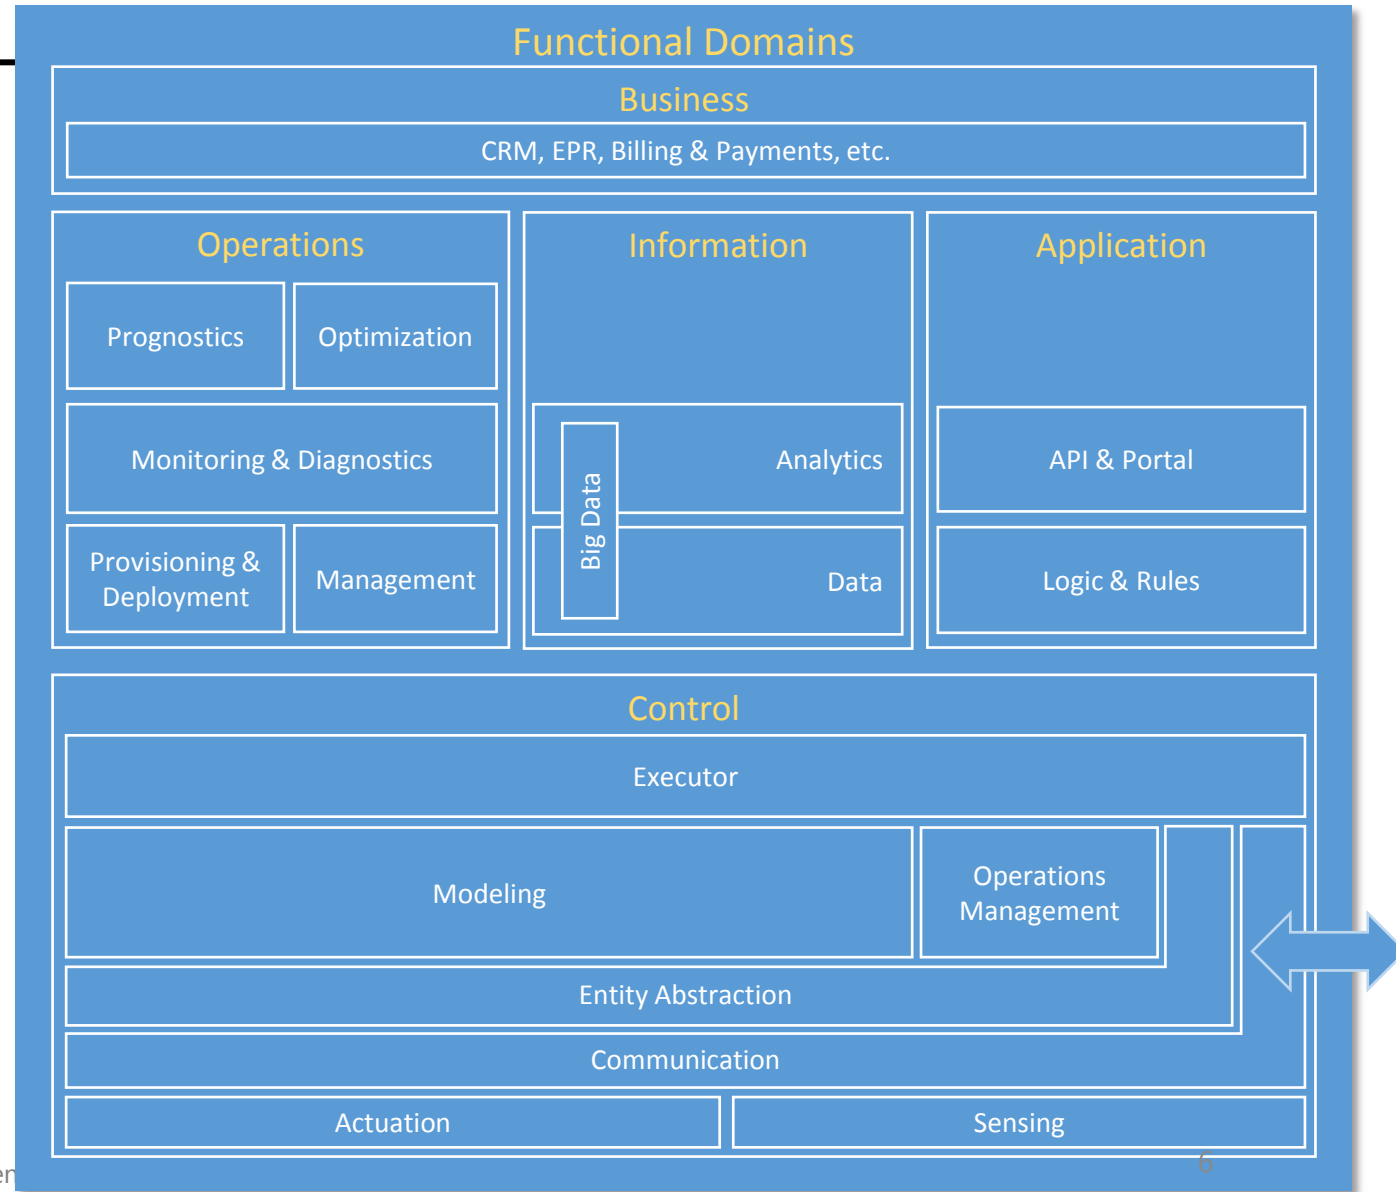 Functional Domains
Business
CRM, EPR, Billing & Payments, etc.
Operations
Prognostics
Optimization
Monitoring & Diagnostics
Provisioning &
Deployment
Management
Information
Analytics
Big Data
Data
Application
API & Portal
Logic & Rules
Control
Executor
Modeling
Operations
Management
Entity Abstraction
Communication
Actuation
Sensing
6